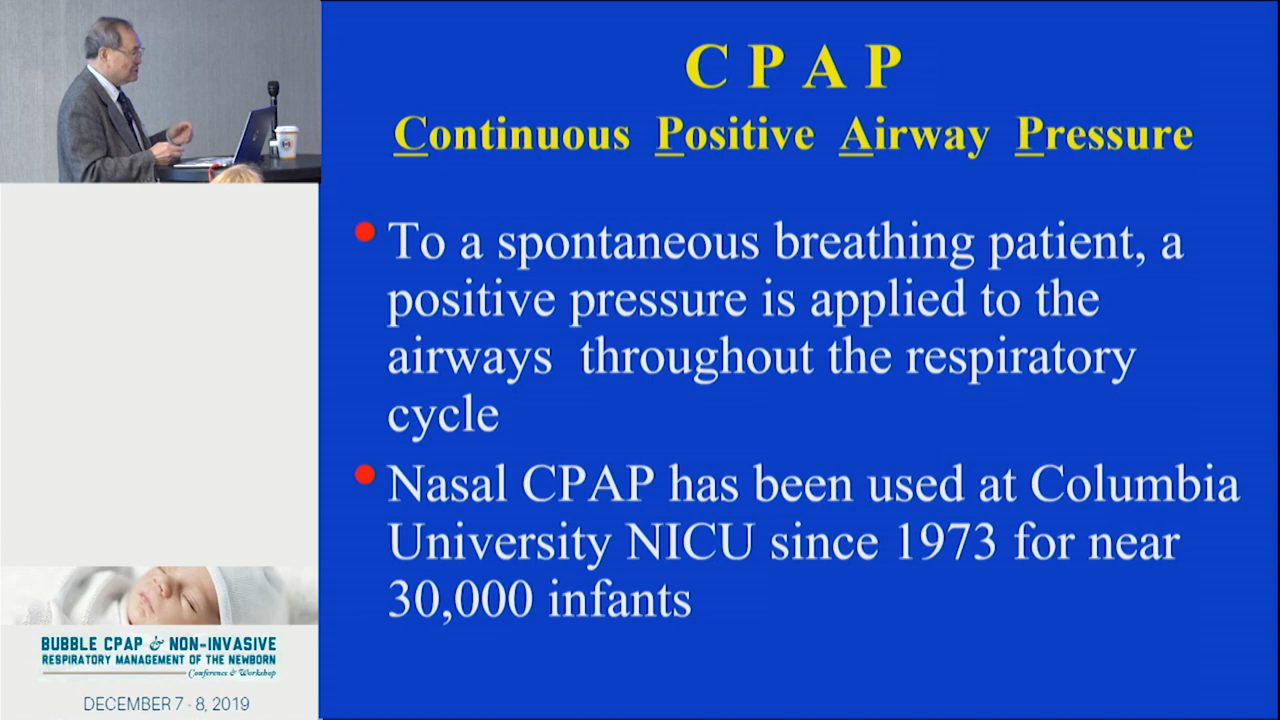 C P A P
Continuous Positive Airway Pressure
To a spontaneous breathing patient, a
positive pressure is applied to the
airways throughout the respiratory
cycle
Nasal CPAP has been used at Columbia
University NICU since 1973 for near
30,000 infants
BUBBLE CPAP & NON-INVASIVE
RESPIRATORY MANAGEMENT OF THE NEWBORN
Conference & Workshop
DECEMBER 7 - 8, 2019